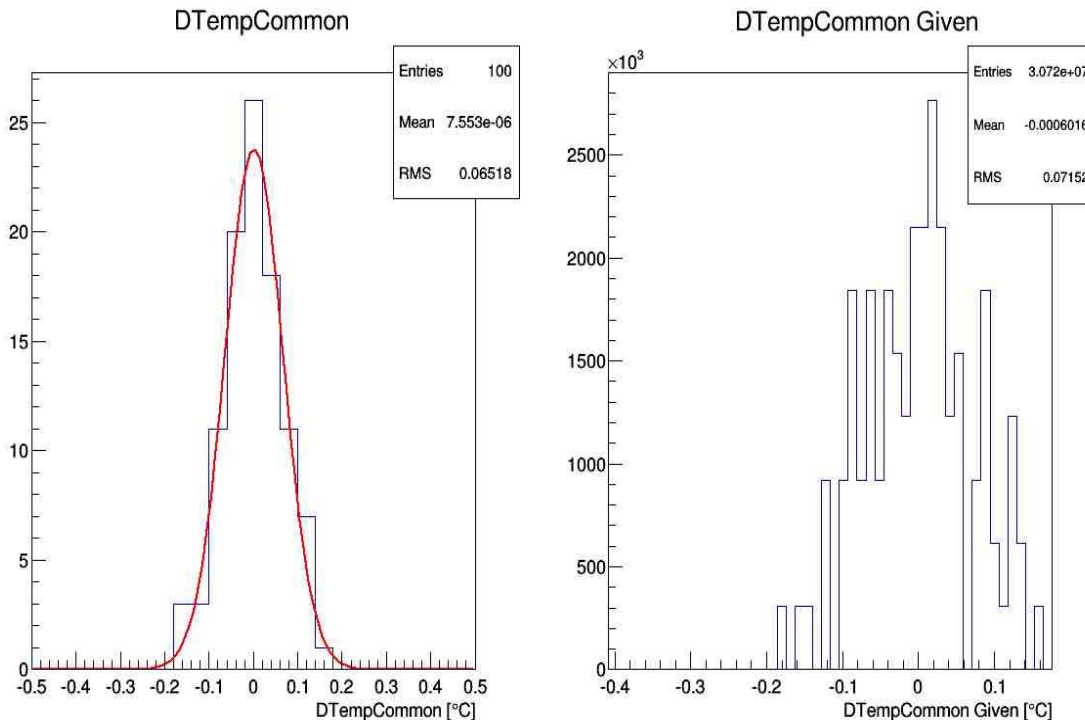 DTempCommon
Entries 100
Mean 7.553e-06
RMS 0.06518
25
20
15
10
5
0
-0.5 -0.4 -0.3 -0.2 -0.1 0 0.1 0.2 0.3 0.4 0.5
DTempCommon [°C]
DTempCommon Given
×10³
Entries 3.072e+07
Mean -0.0006016
RMS 0.07152
2500
2000
1500
1000
500
0
-0.4 -0.3 -0.2 -0.1 0 0.1
DTempCommon Given [°C]